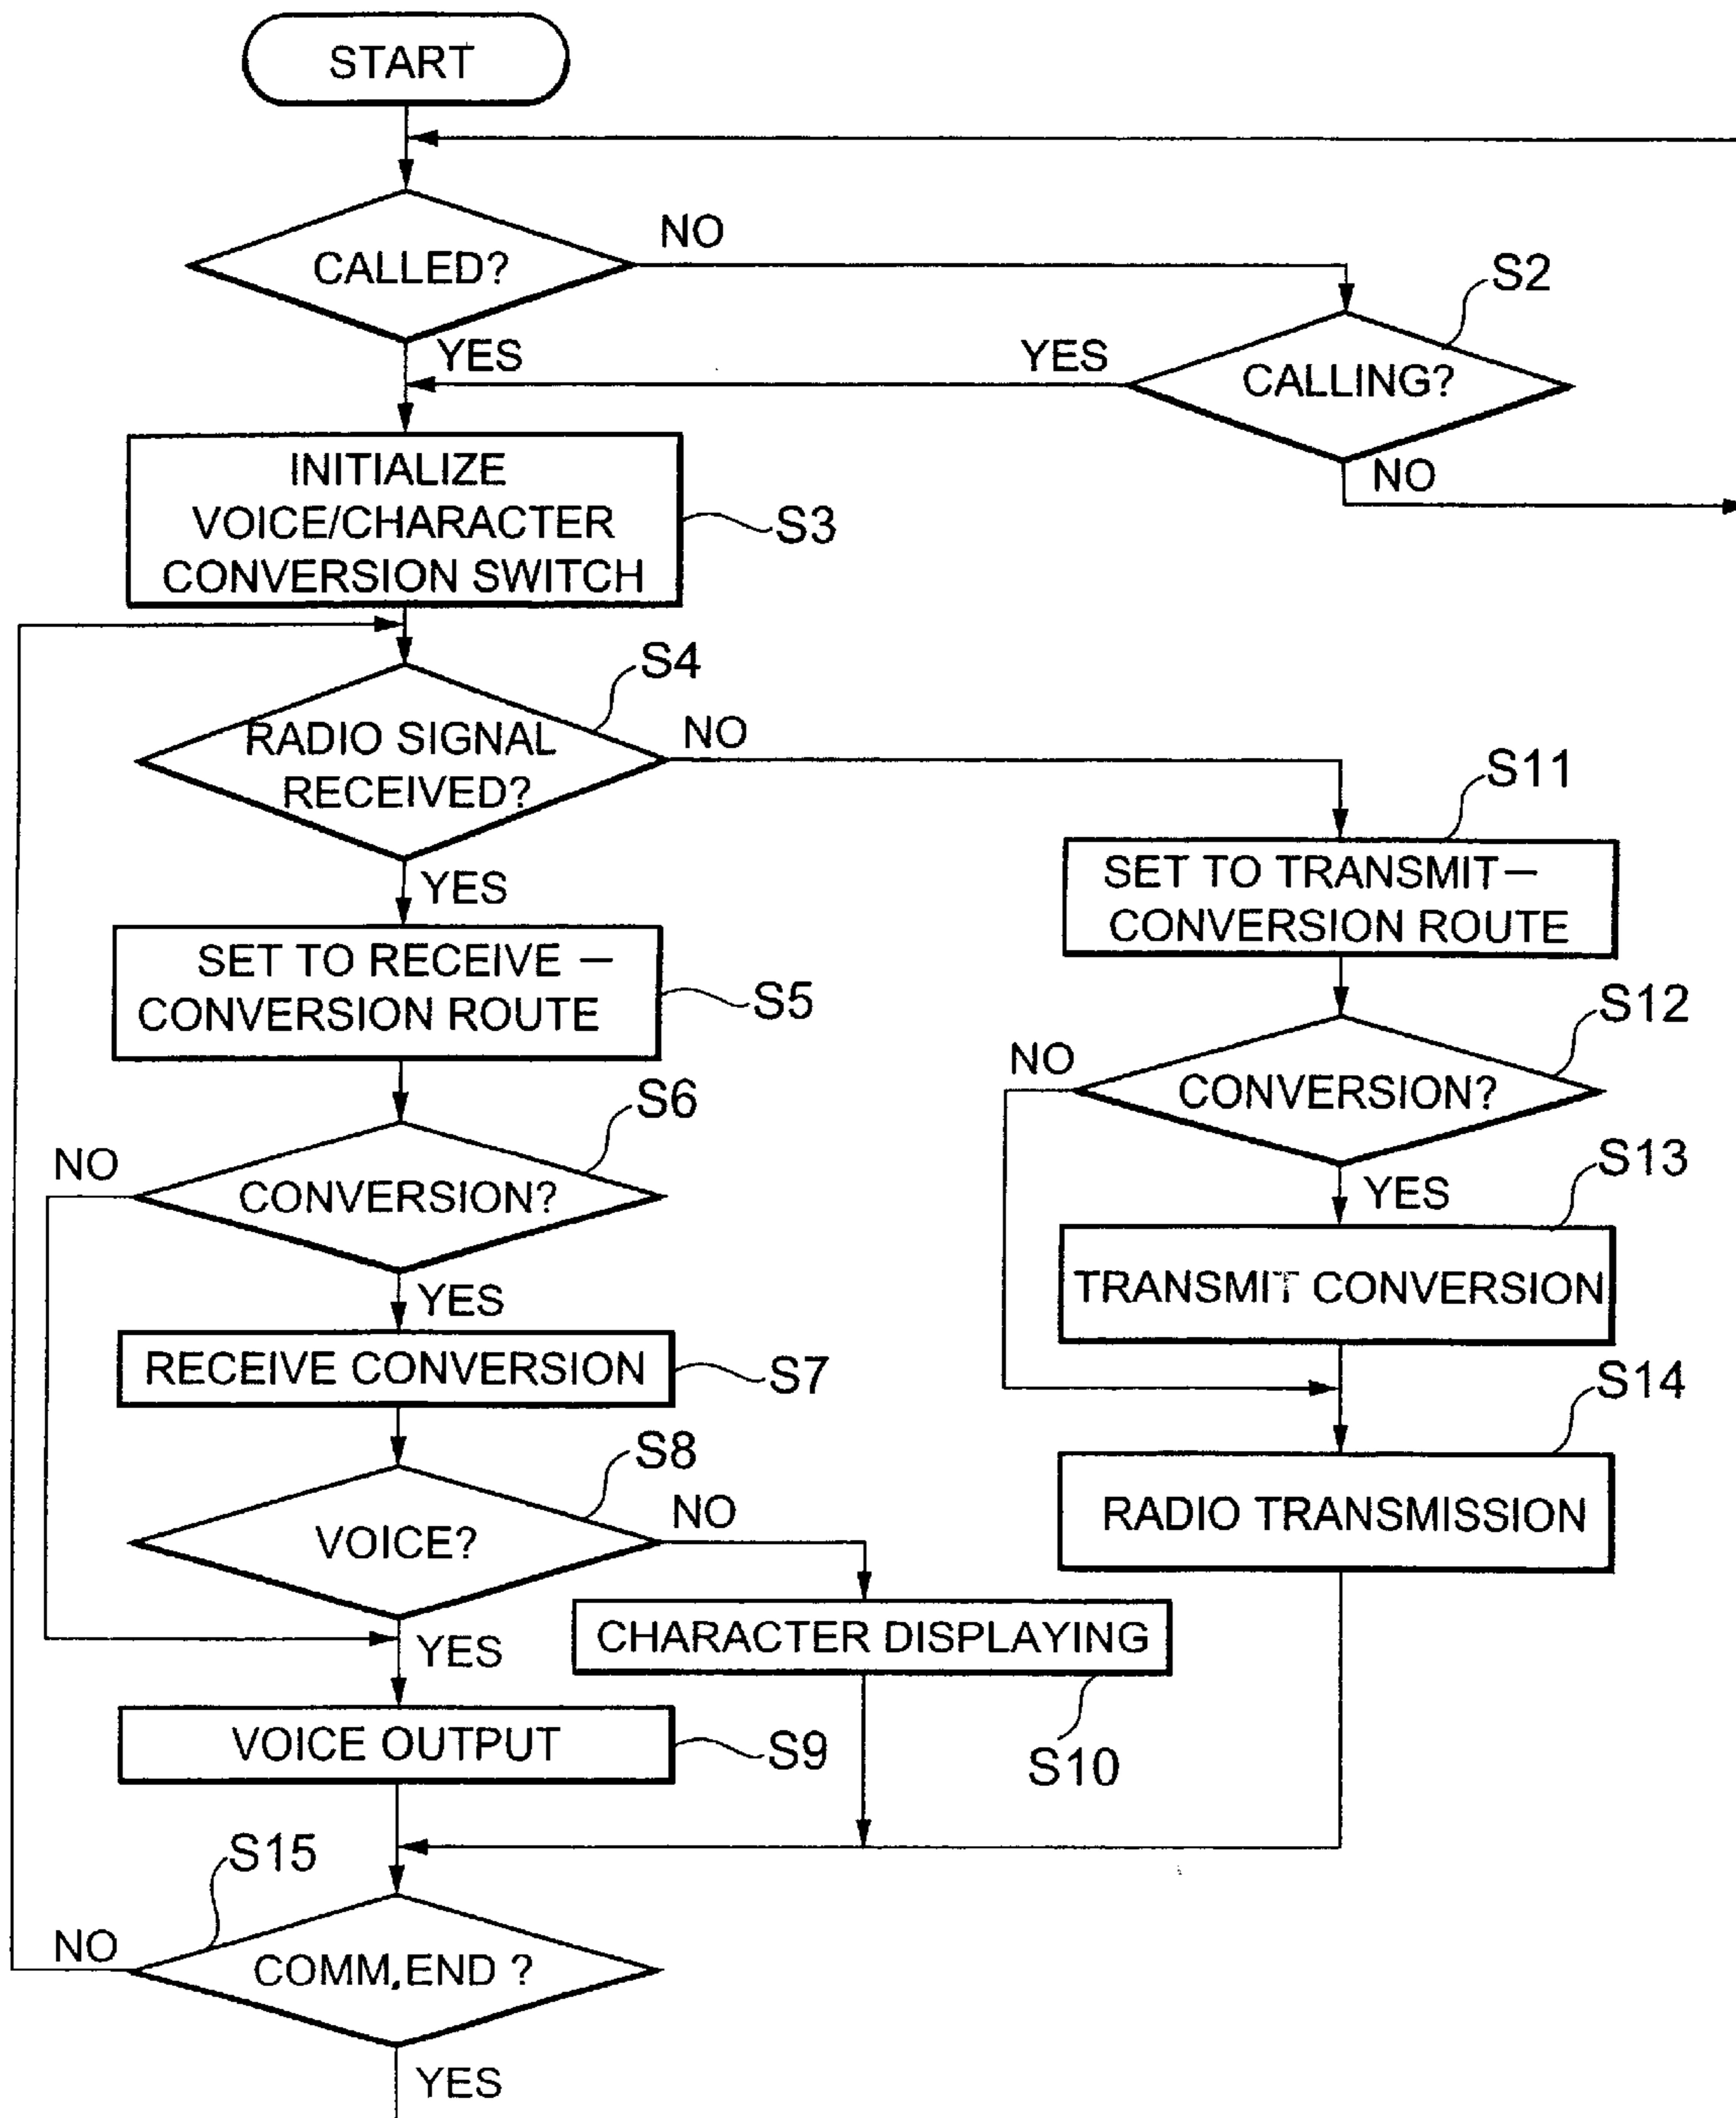 START
CALLED?
NO
S2
YES
YES
CALLING?
NO
INITIALIZE
VOICE/CHARACTER
CONVERSION SWITCH
S3
S4
RADIO SIGNAL
RECEIVED?
NO
YES
S11
SET TO TRANSMIT—
CONVERSION ROUTE
SET TO RECEIVE —
CONVERSION ROUTE
S5
S12
NO
CONVERSION?
S6
NO
CONVERSION?
YES
S13
YES
TRANSMIT CONVERSION
RECEIVE CONVERSION
S7
S14
S8
NO
VOICE?
RADIO TRANSMISSION
YES
CHARACTER DISPLAYING
VOICE OUTPUT
S9
S10
S15
NO
COMM,END ?
YES